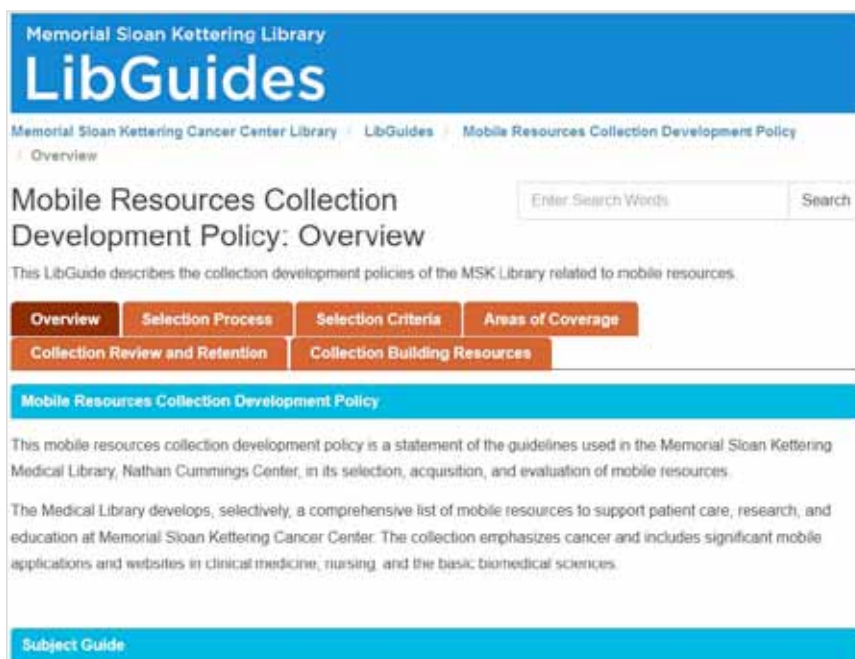 Memorial Sloan Kettering Library
LibGuides
Memorial Sloan Kettering Cancer Center Library / LibGuides / Mobile Resources Collection Development Policy
/ Overview
Mobile Resources Collection
Development Policy: Overview
Enter Search Words
Search
This LibGuide describes the collection development policies of the MSK Library related to mobile resources.
Overview
Selection Process
Selection Criteria
Areas of Coverage
Collection Review and Retention
Collection Building Resources
Mobile Resources Collection Development Policy
This mobile resources collection development policy is a statement of the guidelines used in the Memorial Sloan Kettering
Medical Library, Nathan Cummings Center, in its selection, acquisition, and evaluation of mobile resources.
The Medical Library develops, selectively, a comprehensive list of mobile resources to support patient care, research, and
education at Memorial Sloan Kettering Cancer Center. The collection emphasizes cancer and includes significant mobile
applications and websites in clinical medicine, nursing, and the basic biomedical sciences.
Subject Guide